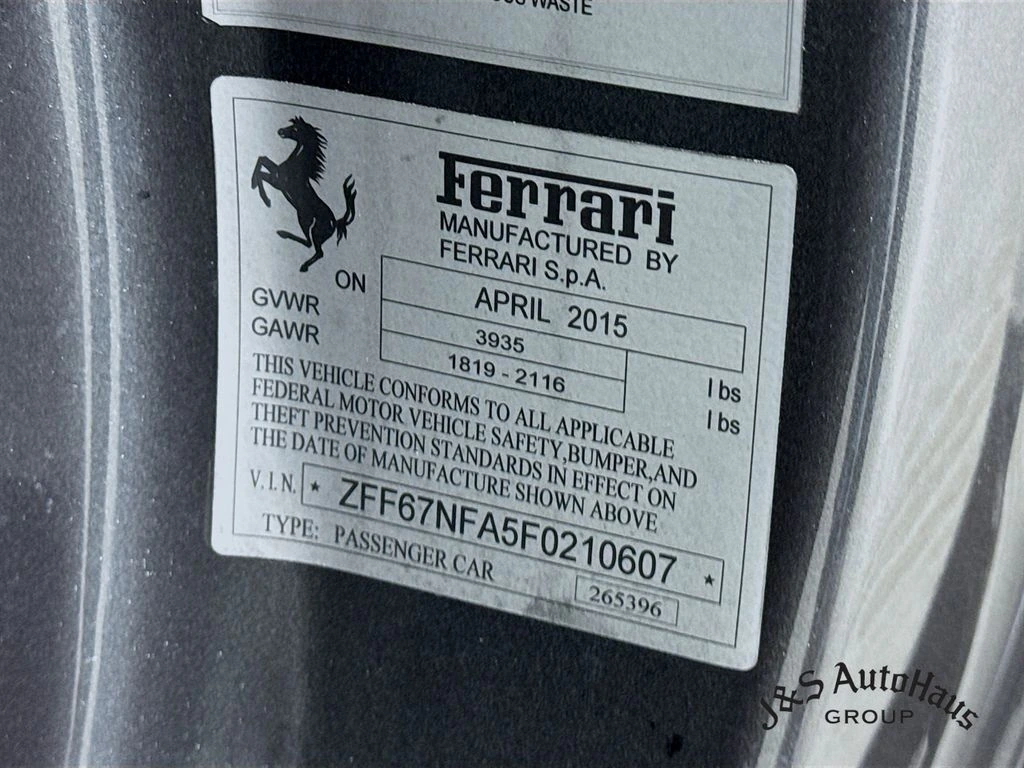 WASTE
Ferrari
MANUFACTURED BY
FERRARI S.p.A.
ON APRIL 2015
GVWR 3935 lbs
GAWR 1819 - 2116 lbs
THIS VEHICLE CONFORMS TO ALL APPLICABLE
FEDERAL MOTOR VEHICLE SAFETY,BUMPER,AND
THEFT PREVENTION STANDARDS IN EFFECT ON
THE DATE OF MANUFACTURE SHOWN ABOVE
V.I.N. * ZFF67NFA5F0210607 *
TYPE: PASSENGER CAR
265396
J&S AutoHaus
GROUP